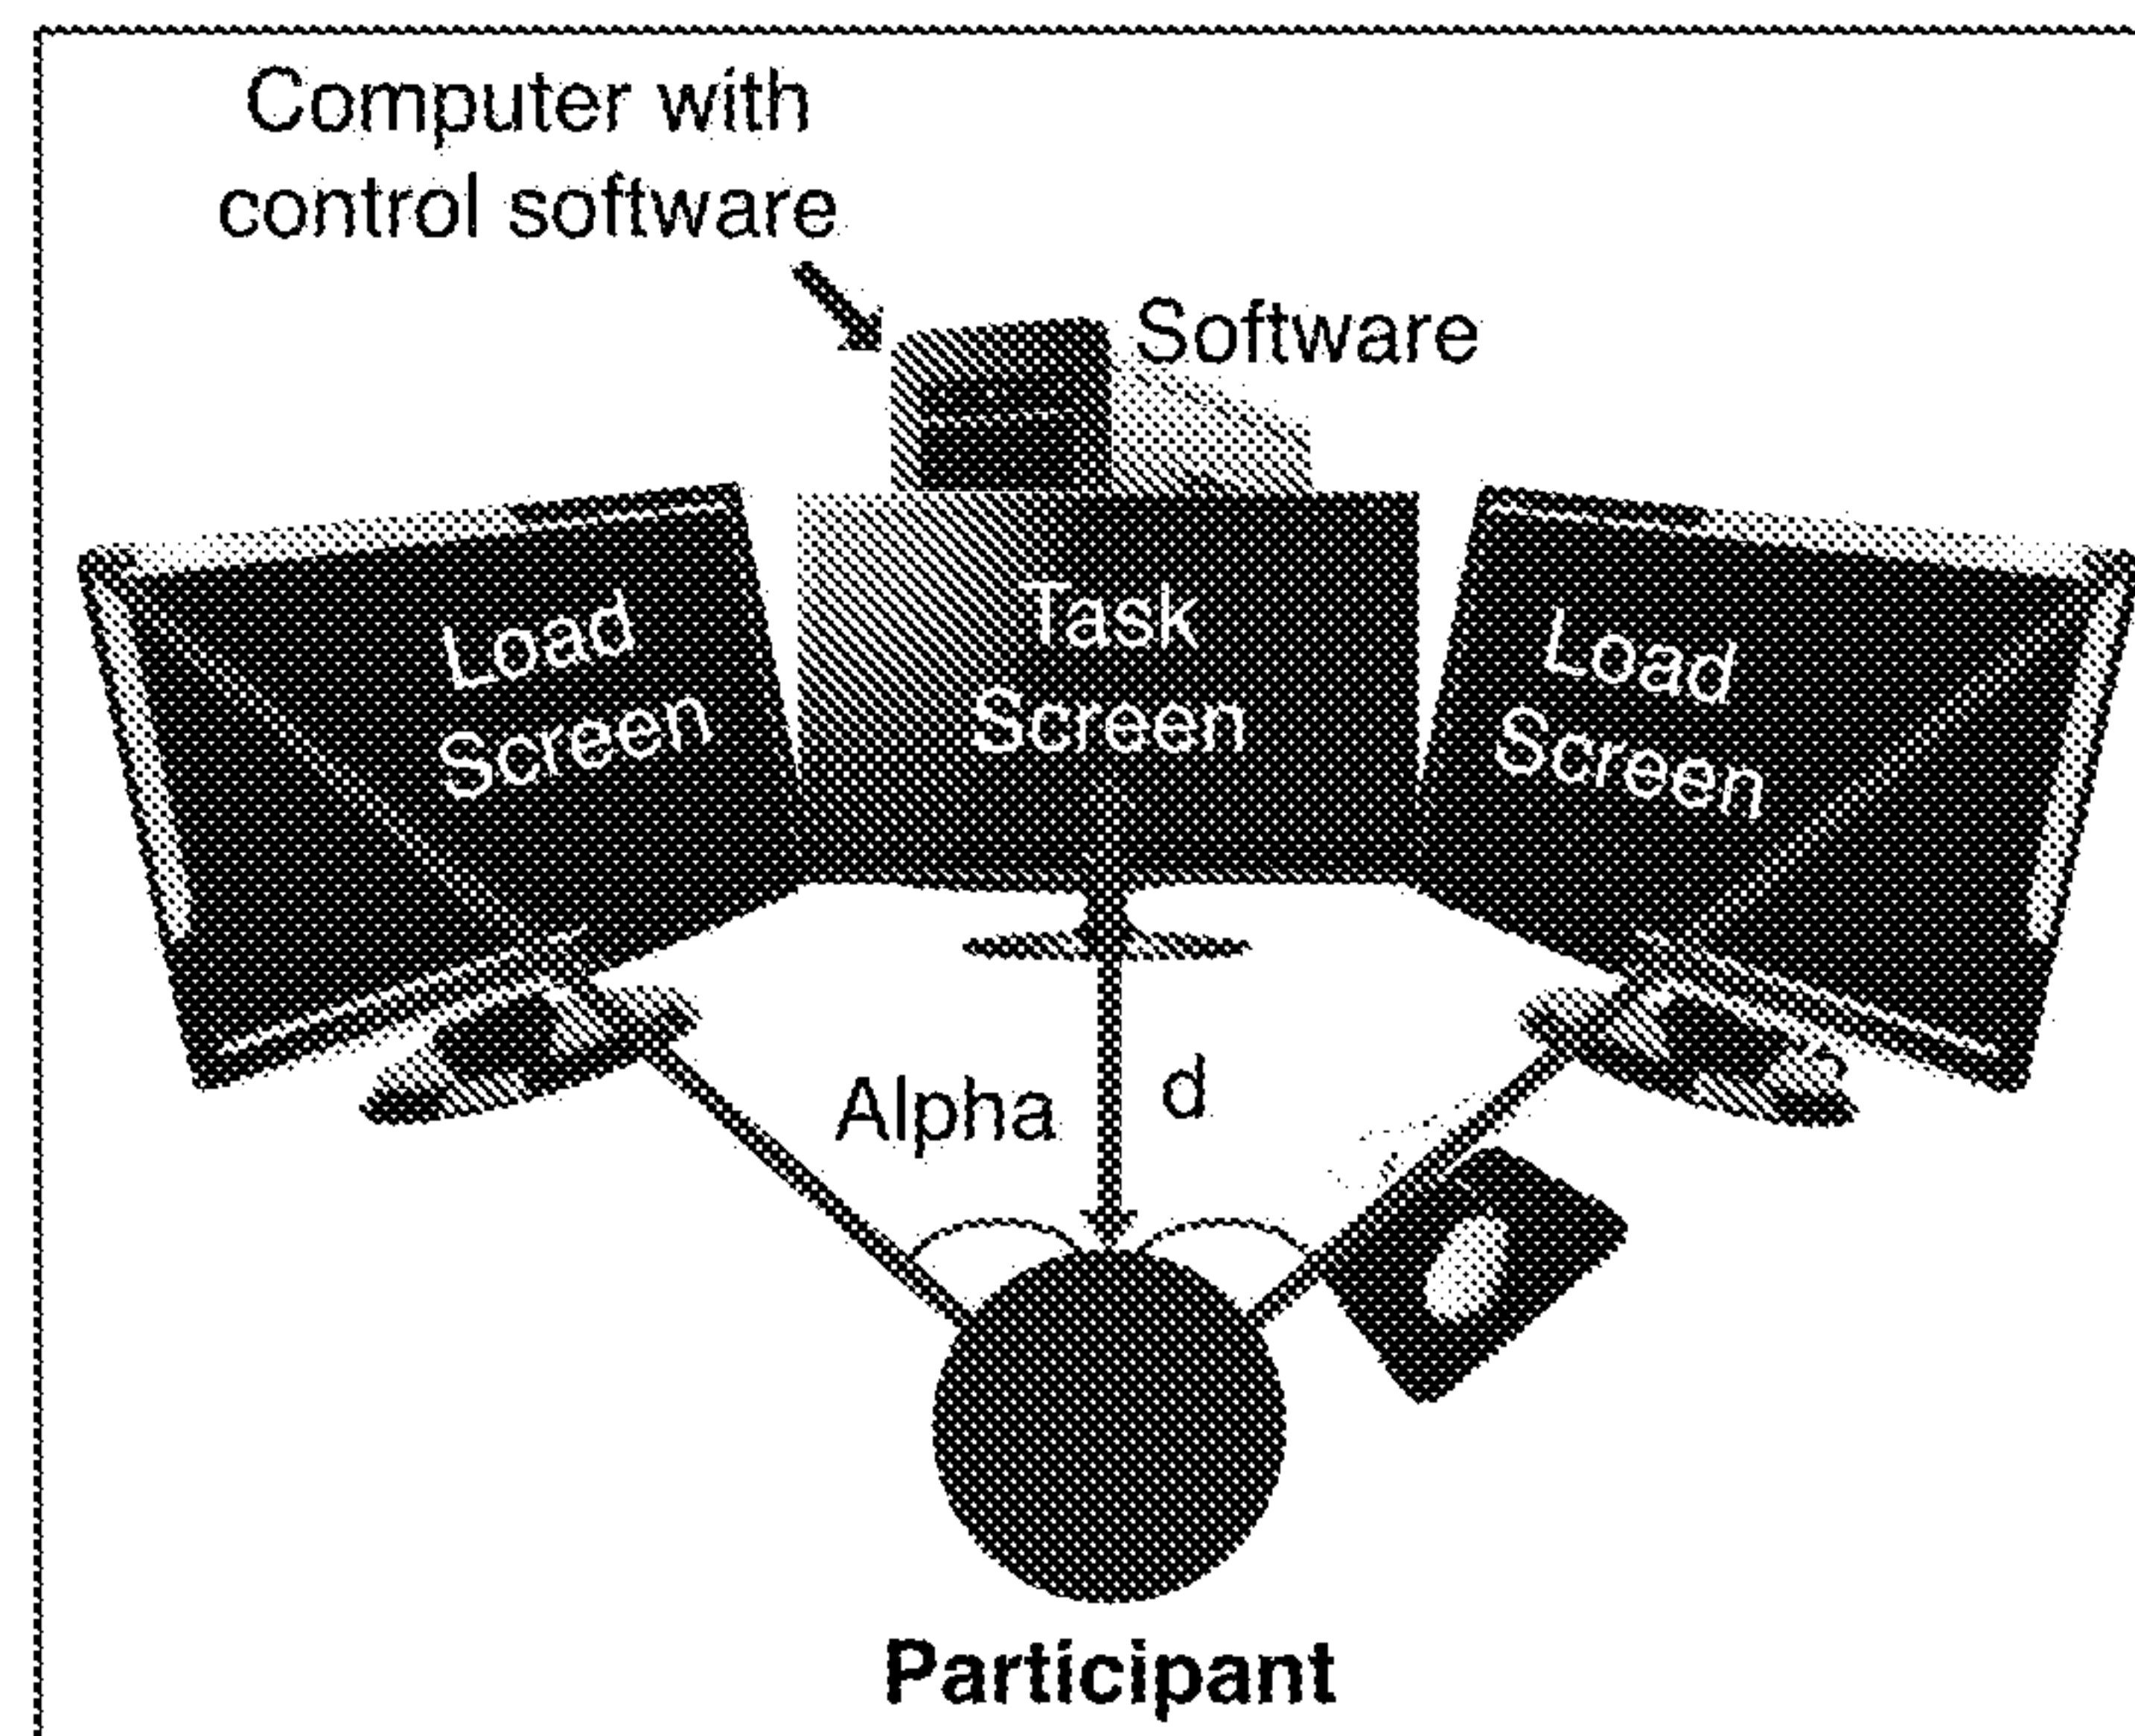 Computer with
control software
Software
Load
Screen
Task
Screen
Load
Screen
Alpha
d
Participant